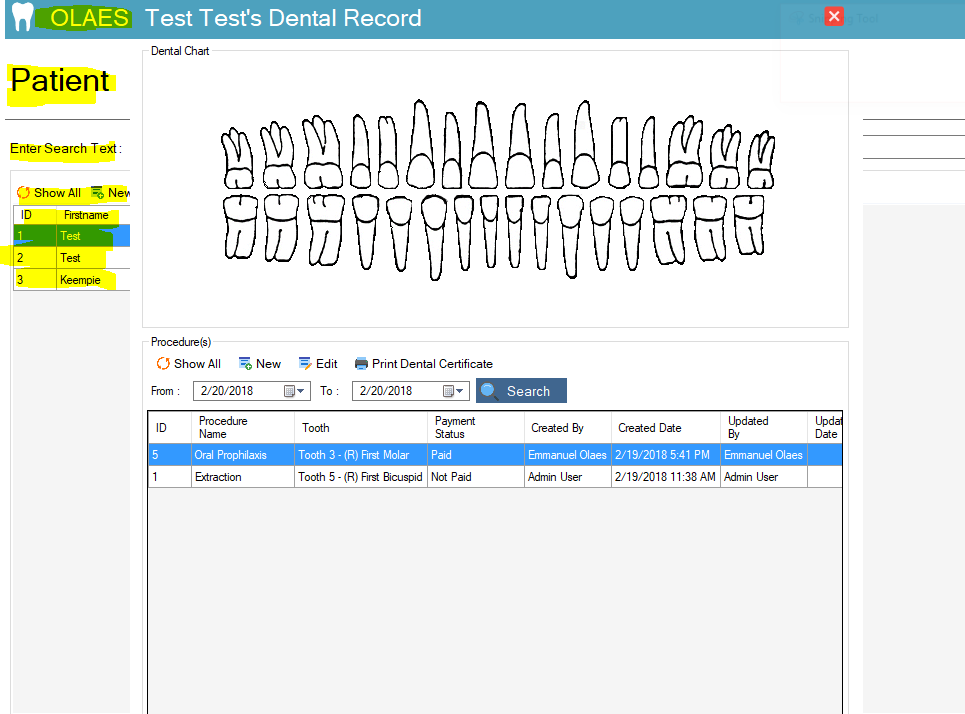 OLAES Test Test's Dental Record
Snipping Tool
Patient
Enter Search Text :
Show All New
ID Firstname
1 Test
2 Test
3 Keempie
Dental Chart
Procedure(s)
Show All New Edit Print Dental Certificate
From : 2/20/2018 To : 2/20/2018 Search
ID Procedure Name Tooth Payment Status Created By Created Date Updated By Updat Date
5 Oral Prophilaxis Tooth 3 - (R) First Molar Paid Emmanuel Olaes 2/19/2018 5:41 PM Emmanuel Olaes
1 Extraction Tooth 5 - (R) First Bicuspid Not Paid Admin User 2/19/2018 11:38 AM Admin User